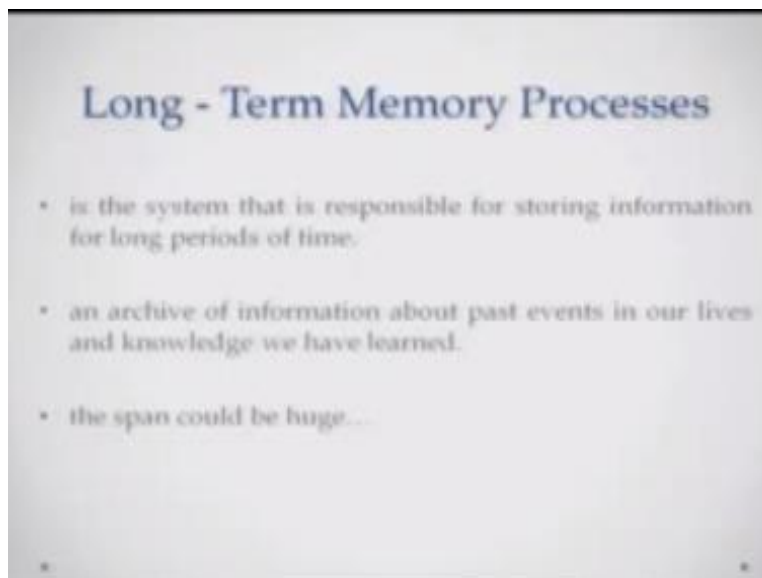 Long - Term Memory Processes
• is the system that is responsible for storing information
for long periods of time.
• an archive of information about past events in our lives
and knowledge we have learned.
• the span could be huge...